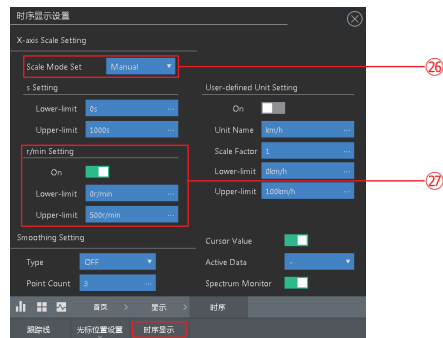 时序显示设置
X-axis Scale Setting
Scale Mode Set Manual
㉖
s Setting
Lower-limit 0s ...
Upper-limit 1000s ...
r/min Setting
On
Lower-limit 0r/min ...
Upper-limit 500r/min ...
㉗
User-defined Unit Setting
On
Unit Name km/h ...
Scale Factor 1 ...
Lower-limit 0km/h ...
Upper-limit 100km/h ...
Smoothing Setting
Type OFF
Point Count 3 ...
Cursor Value
Active Data -
Spectrum Monitor
首页 > 显示 > 时序
跟踪线 光标位置设置 时序显示